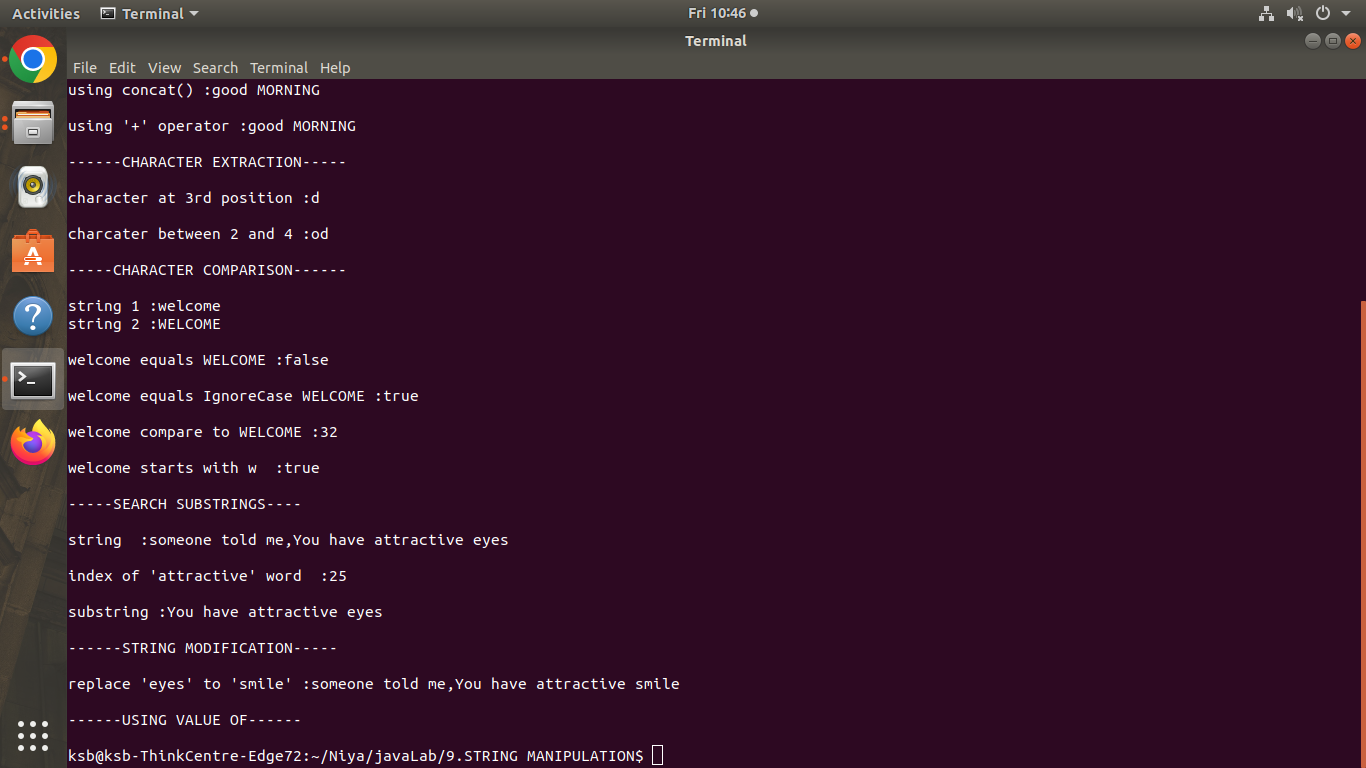 Activities Terminal Fri 10:46
Terminal
File Edit View Search Terminal Help
using concat() :good MORNING
using '+' operator :good MORNING
------CHARACTER EXTRACTION-----
character at 3rd position :d
charcater between 2 and 4 :od
-----CHARACTER COMPARISON------
string 1 :welcome
string 2 :WELCOME
welcome equals WELCOME :false
welcome equals IgnoreCase WELCOME :true
welcome compare to WELCOME :32
welcome starts with w  :true
-----SEARCH SUBSTRINGS----
string  :someone told me,You have attractive eyes
index of 'attractive' word  :25
substring :You have attractive eyes
------STRING MODIFICATION-----
replace 'eyes' to 'smile' :someone told me,You have attractive smile
------USING VALUE OF------
ksb@ksb-ThinkCentre-Edge72:~/Niya/javaLab/9.STRING MANIPULATION$